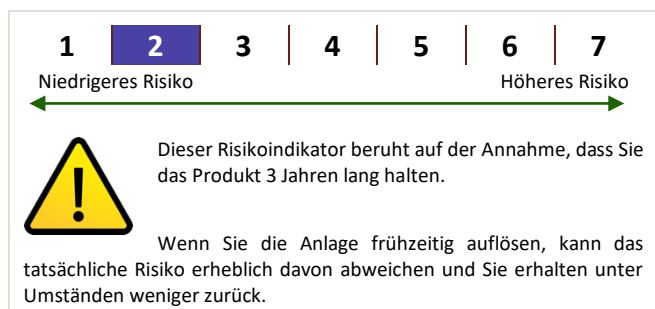 1 2 3 4 5 6 7
Niedrigeres Risiko Höheres Risiko
Dieser Risikoindikator beruht auf der Annahme, dass Sie
das Produkt 3 Jahren lang halten.
Wenn Sie die Anlage frühzeitig auflösen, kann das
tatsächliche Risiko erheblich davon abweichen und Sie erhalten unter
Umständen weniger zurück.